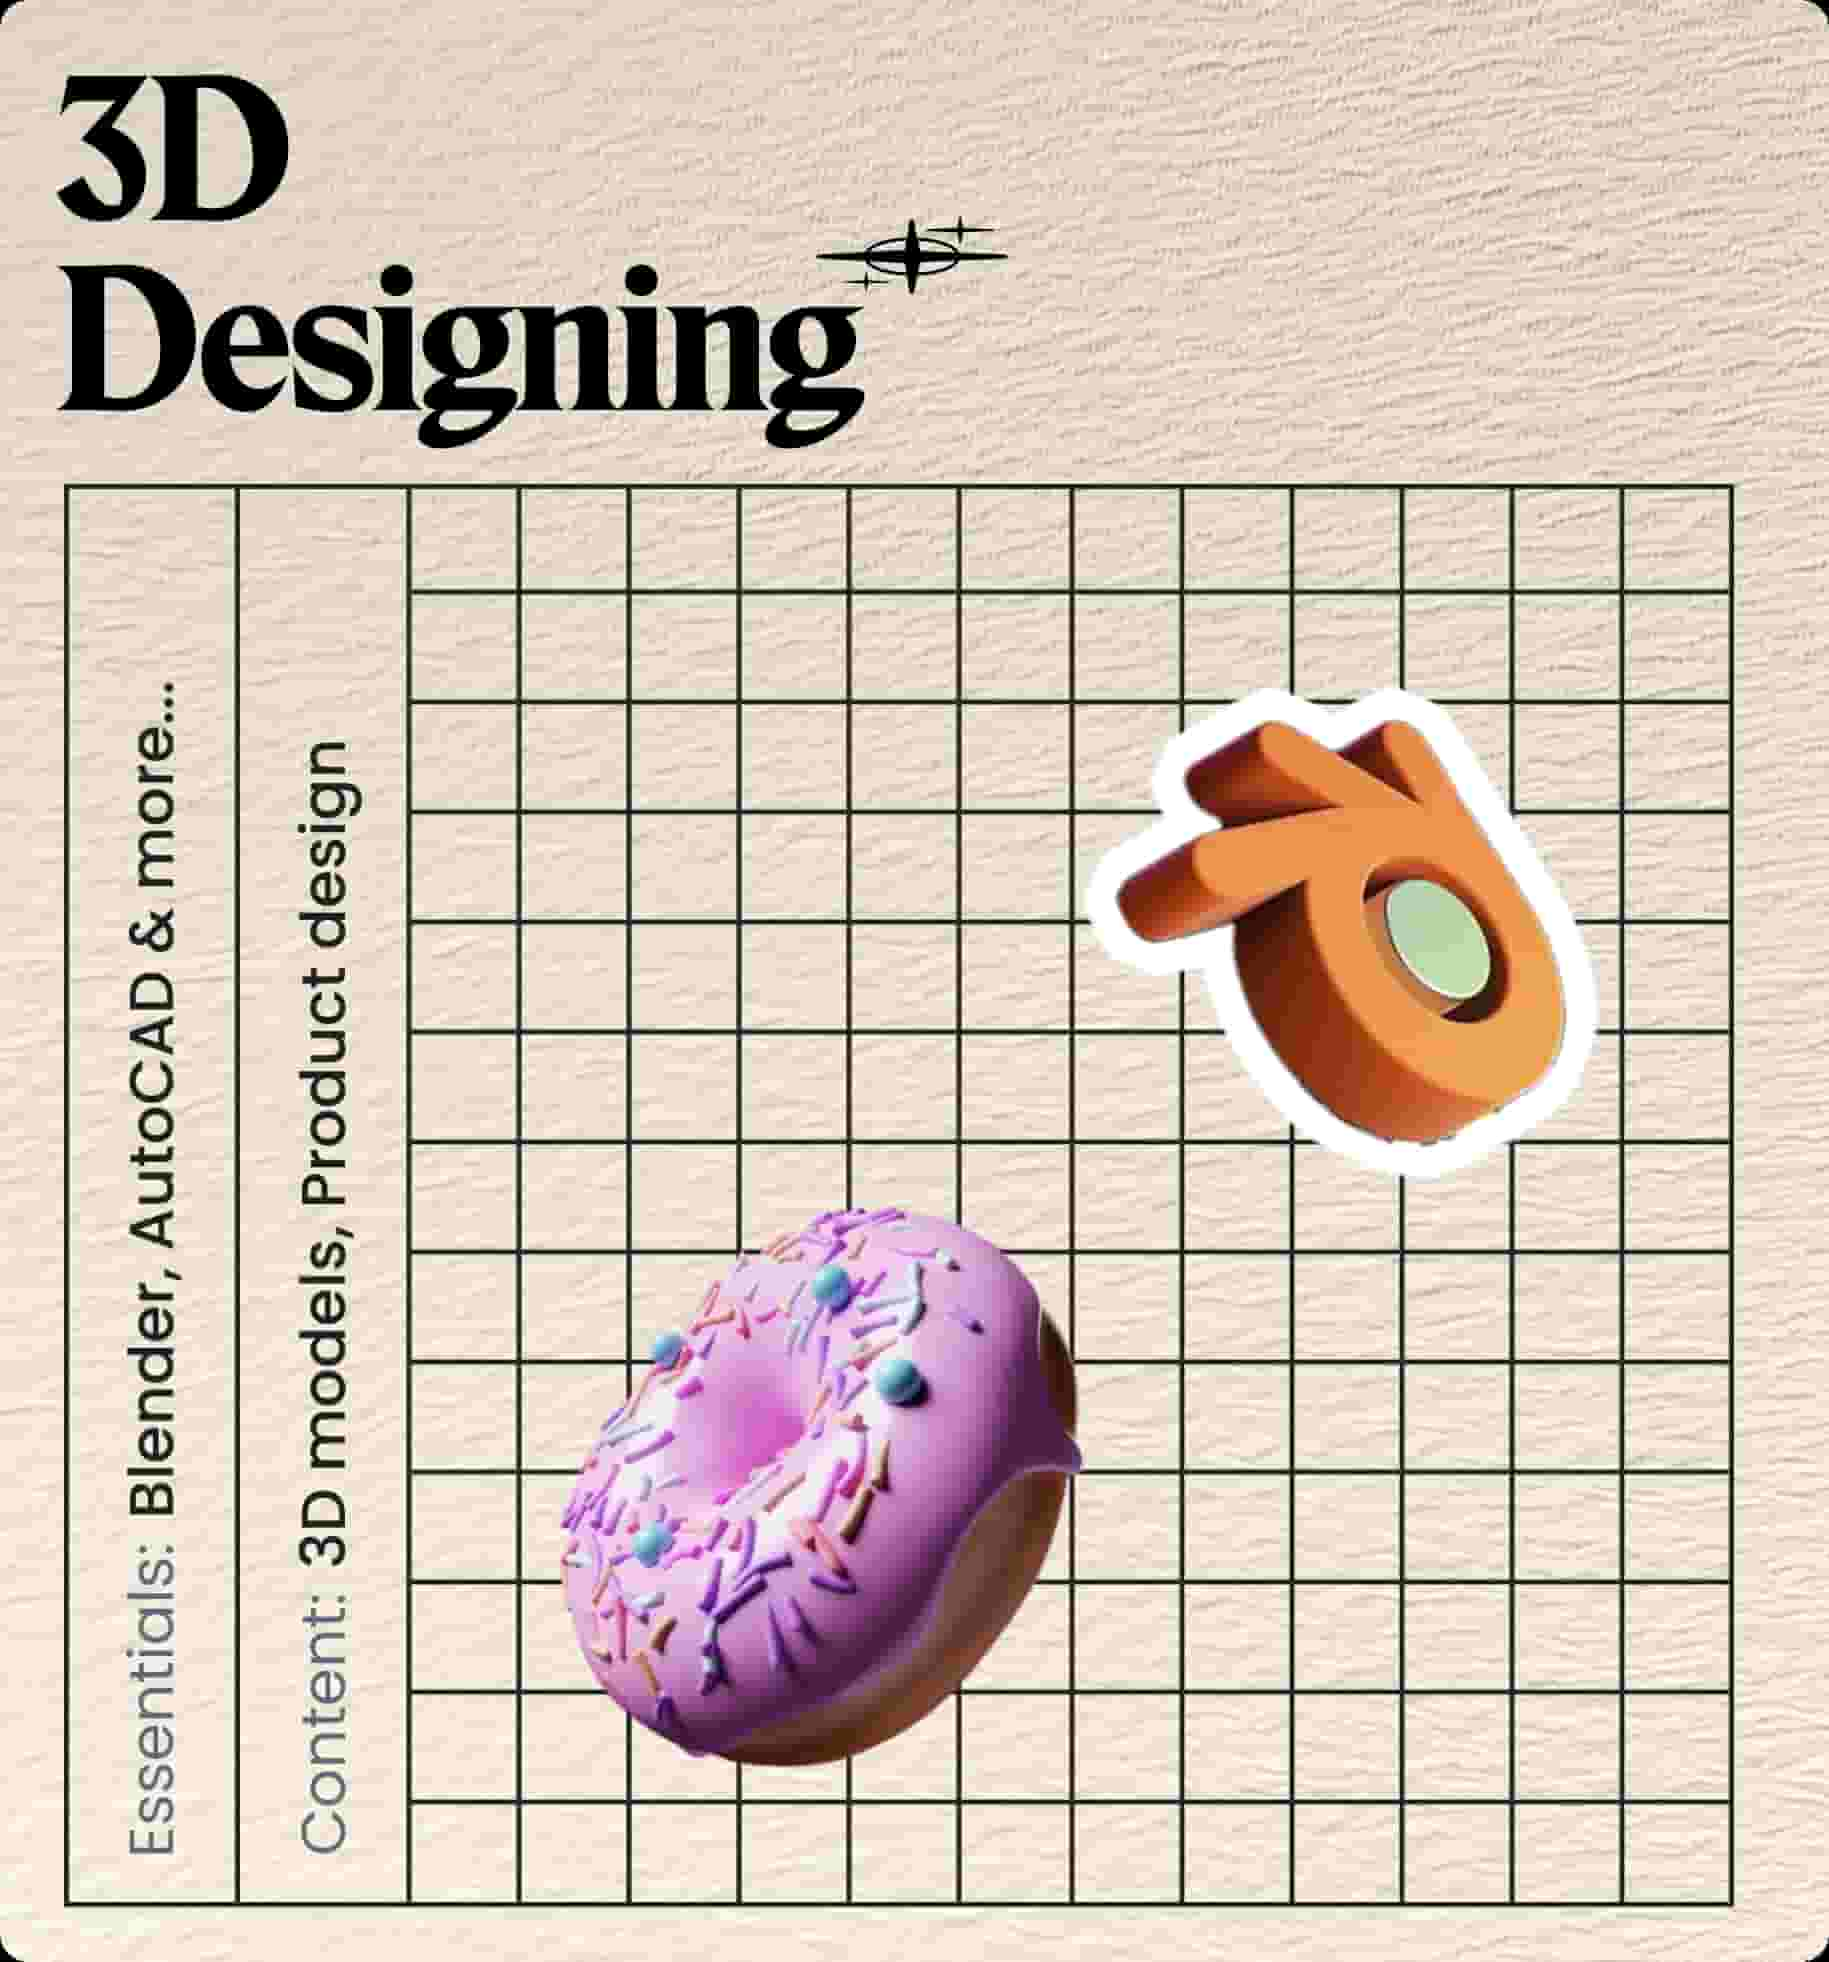 3D
Designing
Essentials: Blender, AutoCAD & more...
Content: 3D models, Product design